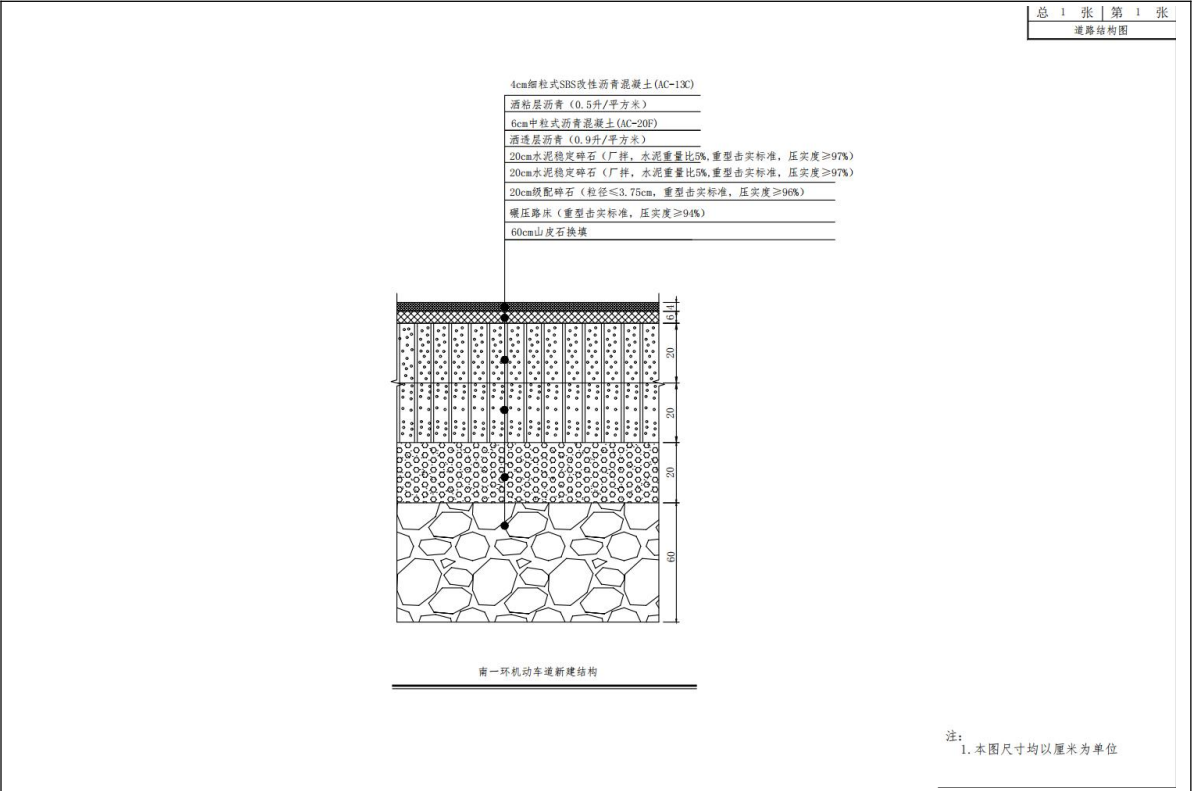 总 1 张 第 1 张
道路结构图
4cm细粒式SBS改性沥青混凝土(AC-13C)
洒粘层沥青（0.5升/平方米）
6cm中粒式沥青混凝土(AC-20F)
洒透层沥青（0.9升/平方米）
20cm水泥稳定碎石（厂拌，水泥重量比5%,重型击实标准，压实度≥97%）
20cm水泥稳定碎石（厂拌，水泥重量比5%,重型击实标准，压实度≥97%）
20cm级配碎石（粒径≤3.75cm，重型击实标准，压实度≥96%）
碾压路床（重型击实标准，压实度≥94%）
60cm山皮石换填
4
6
20
20
20
60
南一环机动车道新建结构
注：
1.本图尺寸均以厘米为单位